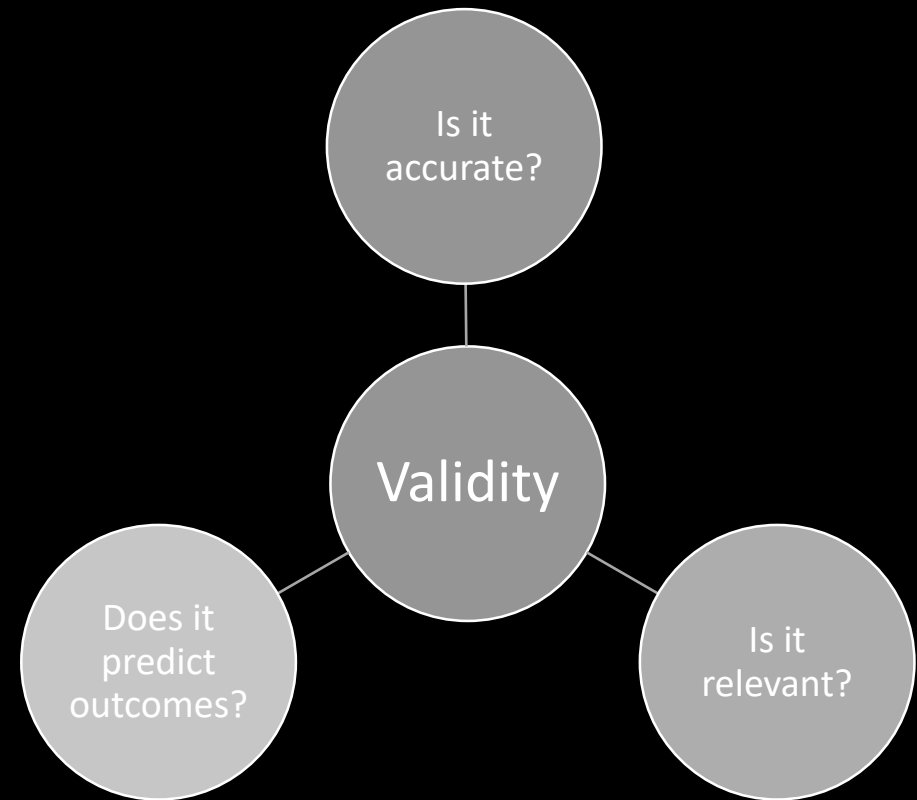 Is it
accurate?
Validity
Does it
predict
outcomes?
Is it
relevant?